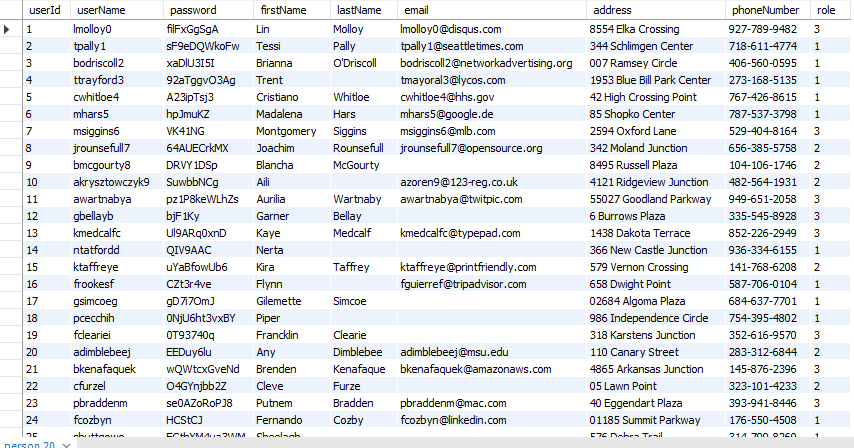 userId userName password firstName lastName email address phoneNumber role
1 lmolloy0 filFxGgSgA Lin Molloy lmolloy0@disqus.com 8554 Elka Crossing 927-789-9482 3
2 tpally1 sF9eDQWkoFw Tessi Pally tpally1@seattletimes.com 344 Schlimgen Center 718-611-4774 1
3 bodriscoll2 xaDlU3I5I Brianna O'Driscoll bodriscoll2@networkadvertising.org 007 Ramsey Circle 406-560-0595 1
4 ttrayford3 92aTggvO3Ag Trent tmayoral3@lycos.com 1953 Blue Bill Park Center 273-168-5135 1
5 cwhitloe4 A23ipTsj3 Cristiano Whitloe cwhitloe4@hhs.gov 42 High Crossing Point 767-426-8615 1
6 mhars5 hpJmuKZ Madalena Hars mhars5@google.de 85 Shopko Center 787-537-3798 1
7 msiggins6 VK41NG Montgomery Siggins msiggins6@mlb.com 2594 Oxford Lane 529-404-8164 3
8 jrounsefull7 64AUECrkMX Joachim Rounsefull jrounsefull7@opensource.org 342 Moland Junction 656-385-5758 2
9 bmcgourty8 DRVY1DSp Blancha McGourty 8495 Russell Plaza 104-106-1746 2
10 akrysztowczyk9 SuwbbNCg Aili azoren9@123-reg.co.uk 4121 Ridgeview Junction 482-564-1931 2
11 awartnabya pz1P8keWLhZs Aurilia Wartnaby awartnabya@twitpic.com 55027 Goodland Parkway 949-651-2058 3
12 gbellayb bjF1Ky Garner Bellay 6 Burrows Plaza 335-545-8928 3
13 kmedcalfc Ul9ARq0xnD Kaye Medcalf kmedcalfc@typepad.com 1438 Dakota Terrace 852-226-2949 3
14 ntatfordd QIV9AAC Nerta 366 New Castle Junction 936-334-6155 1
15 ktaffreye uYaBfowUb6 Kira Taffrey ktaffreye@printfriendly.com 579 Vernon Crossing 141-768-6208 2
16 frookesf CZt3r4ve Flynn fguierref@tripadvisor.com 658 Dwight Point 587-706-0104 1
17 gsimcoeg gD7i7OmJ Gilemette Simcoe 02684 Algoma Plaza 684-637-7701 1
18 pcecchih 0NjU6ht3vxBY Piper 986 Independence Circle 754-395-4802 1
19 fcleariei 0T93740q Francklin Clearie 318 Karstens Junction 352-616-9570 3
20 adimblebeej EEDuy6lu Any Dimblebee adimblebeej@msu.edu 110 Canary Street 283-312-6844 2
21 bkenafaquek wQWtcxGveNd Brenden Kenafaque bkenafaquek@amazonaws.com 4865 Arkansas Junction 145-876-2396 3
22 cfurzel O4GYnjbb2Z Cleve Furze 05 Lawn Point 323-101-4233 2
23 pbraddenm se0AZoRoPJ8 Putnem Bradden pbraddenm@mac.com 40 Eggendart Plaza 393-941-8446 3
24 fcozbyn HCStCJ Fernando Cozby fcozbyn@linkedin.com 01185 Summit Parkway 176-550-4508 1
25
person 20